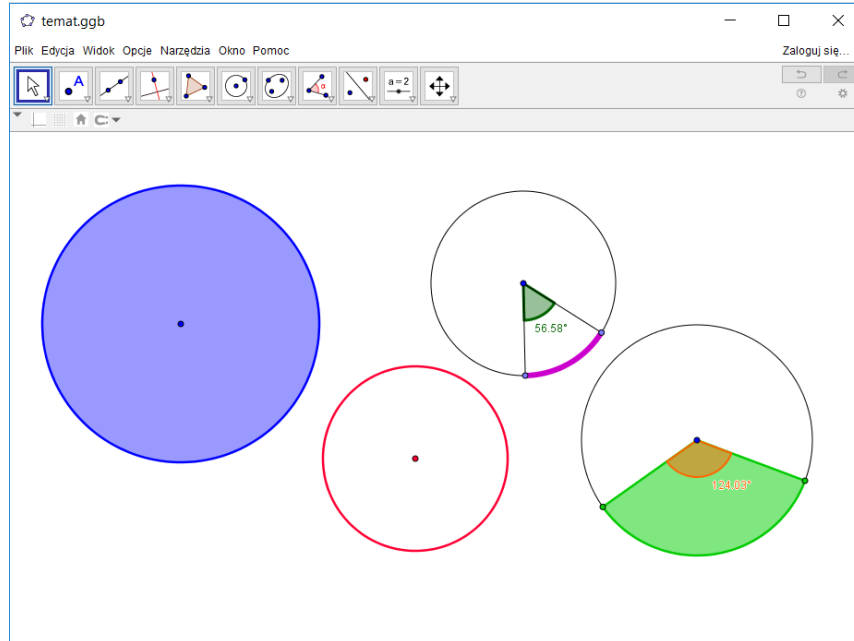 temat.ggb
Plik Edycja Widok Opcje Narzędzia Okno Pomoc
Zaloguj się...
A
α
a=2
56.58°
124.03°